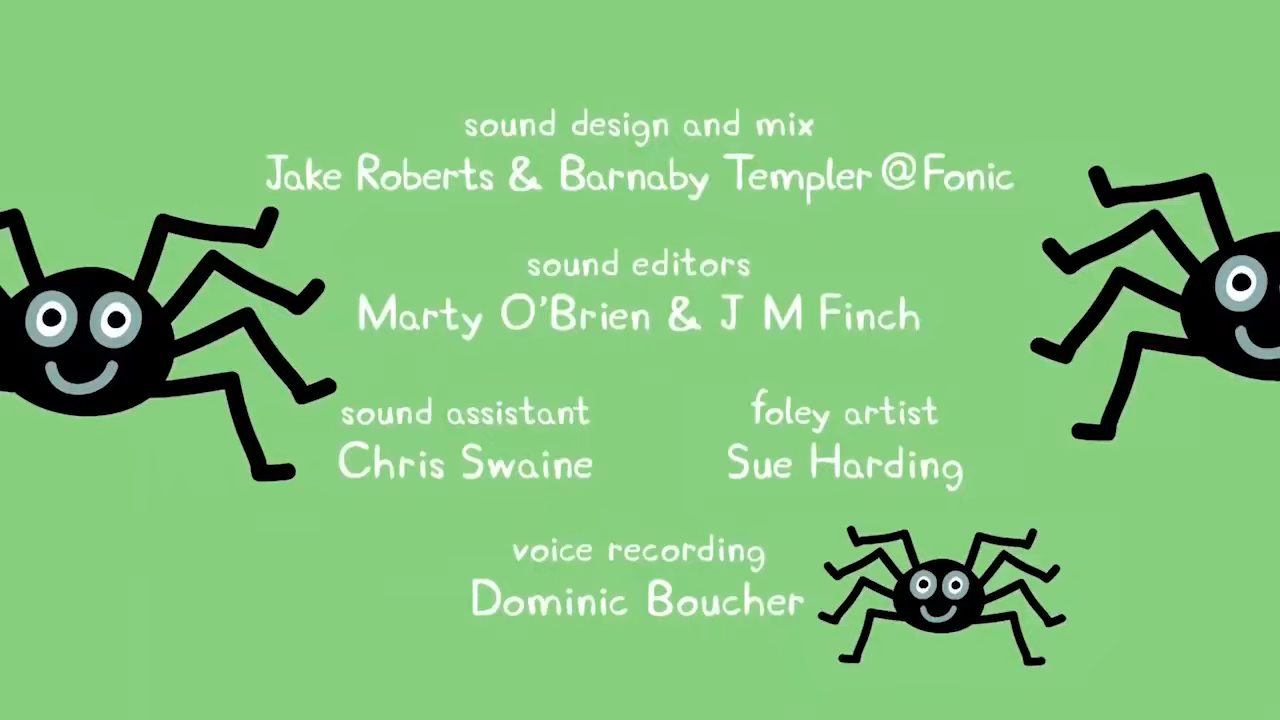 sound design and mix
Jake Roberts & Barnaby Templer @Fonic
sound editors
Marty O'Brien & J M Finch
sound assistant
Chris Swaine
foley artist
Sue Harding
voice recording
Dominic Boucher